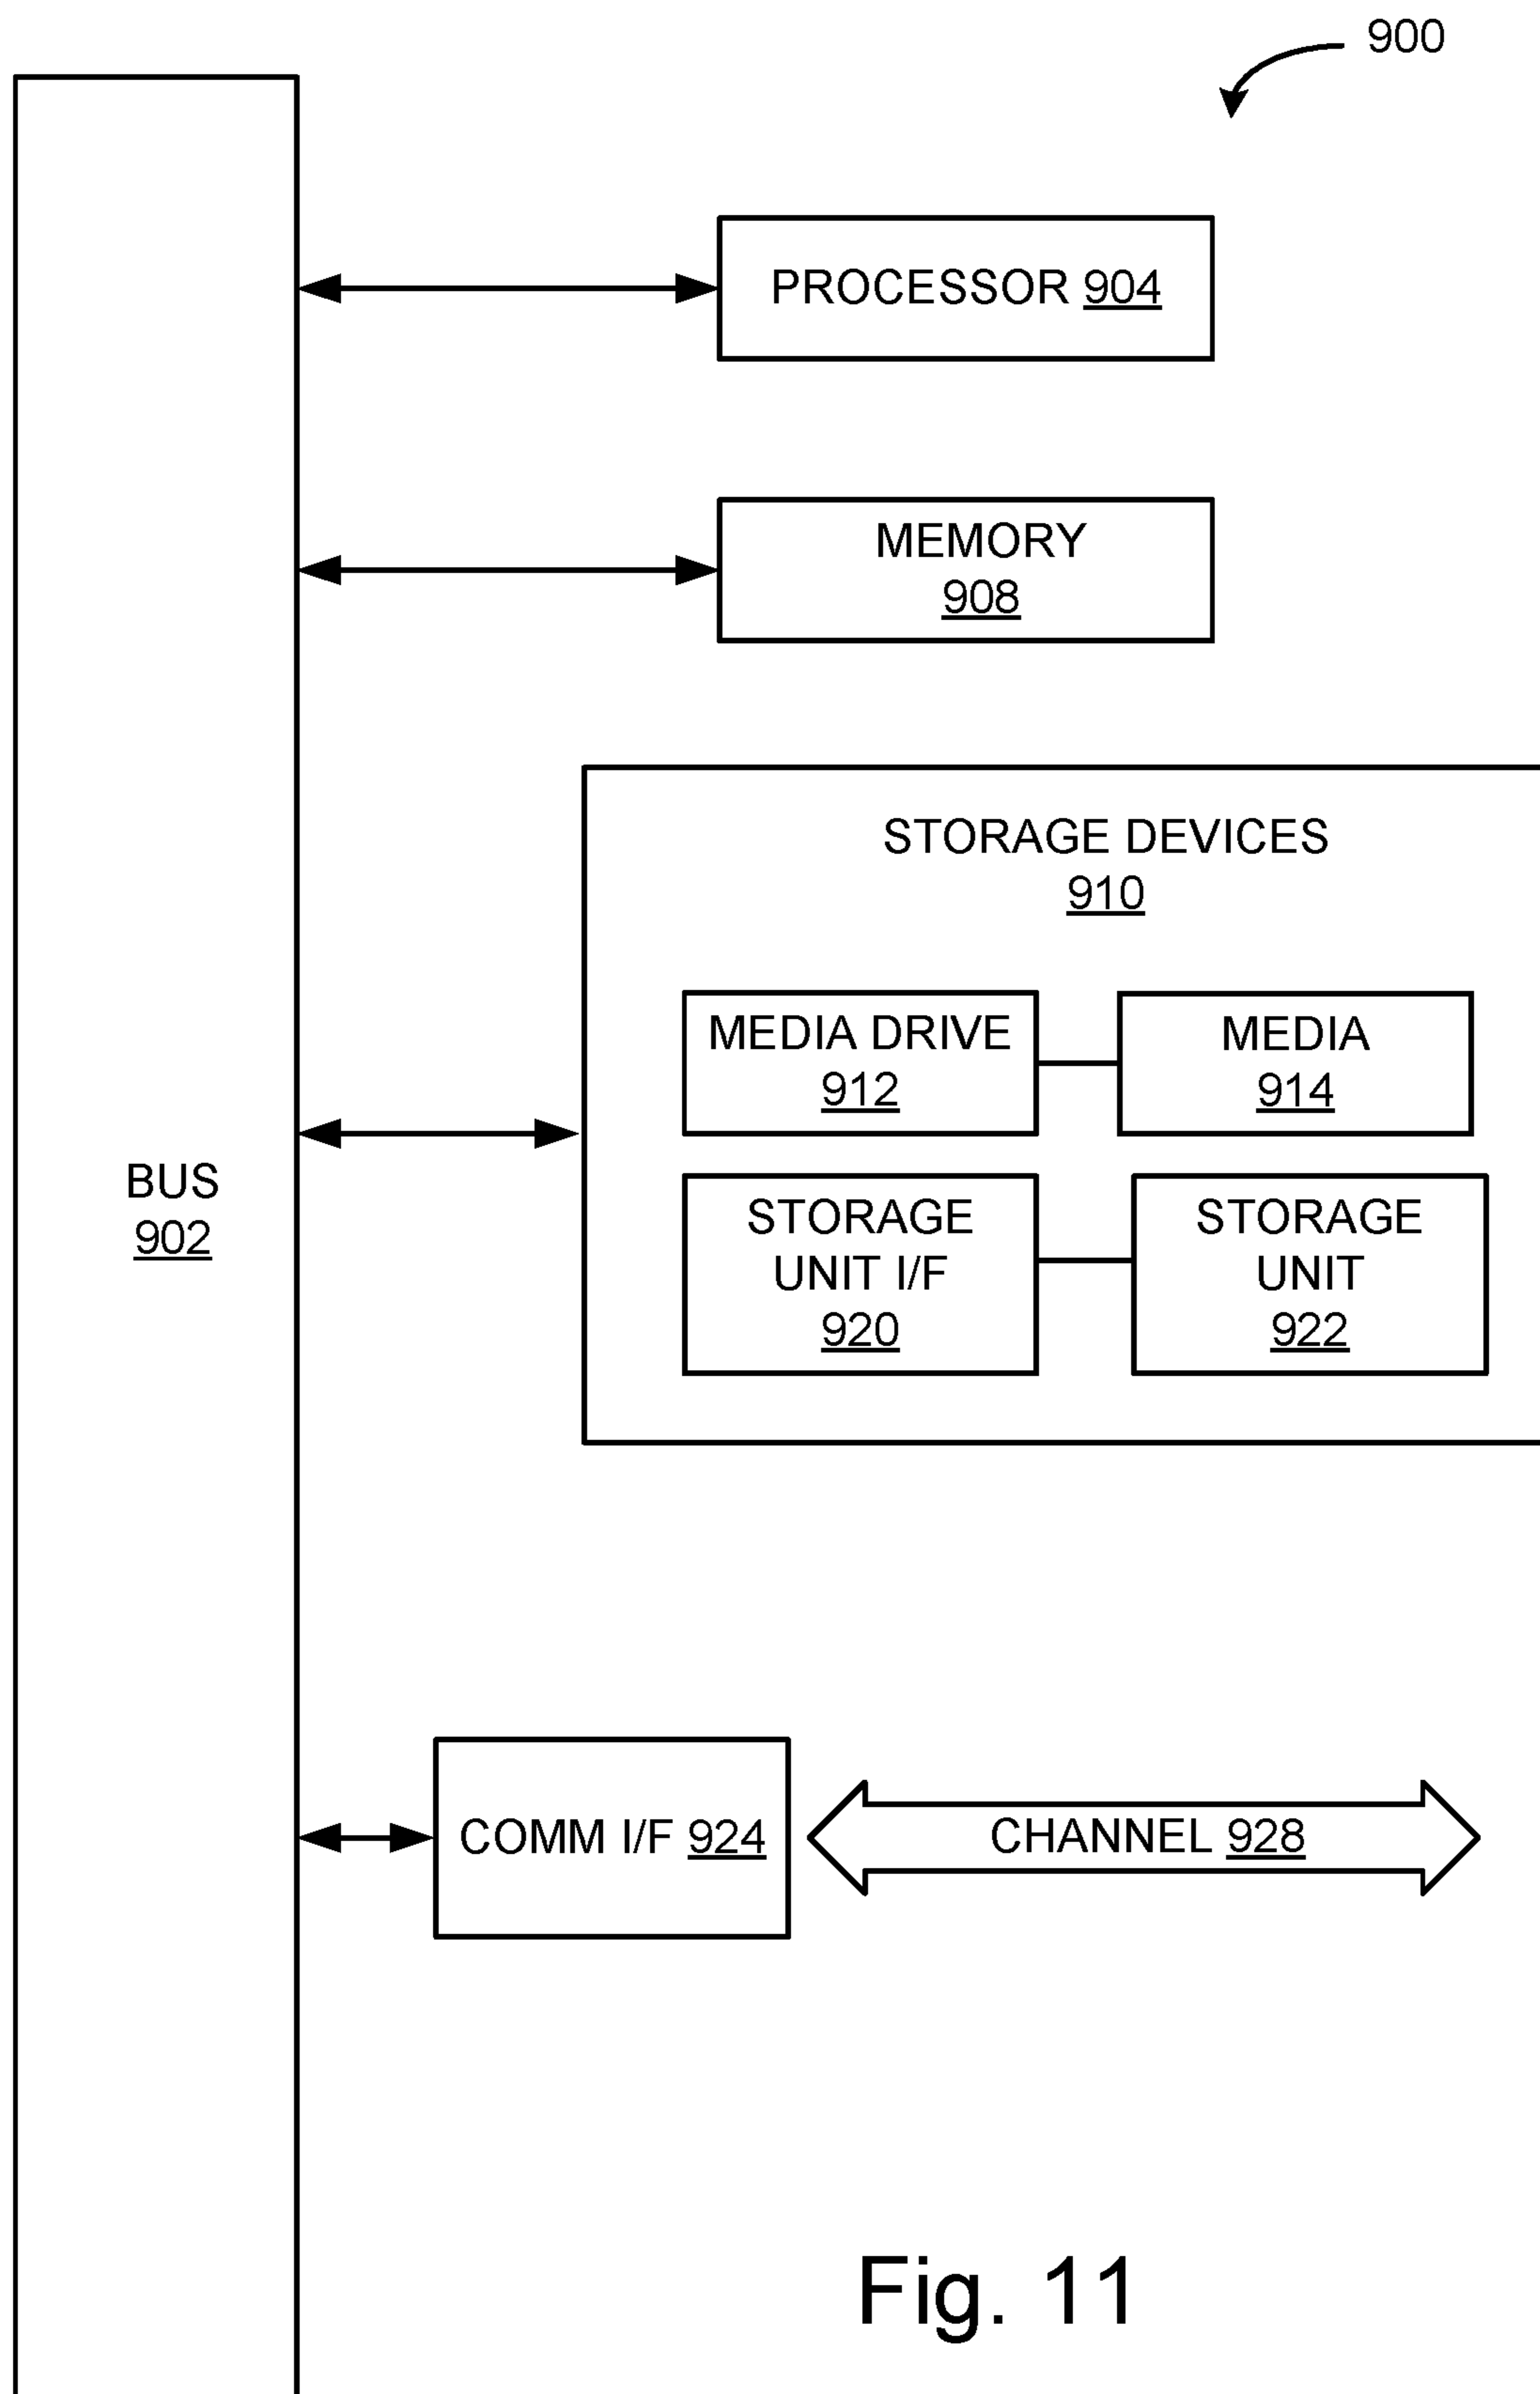 900
PROCESSOR 904
MEMORY
908
STORAGE DEVICES
910
MEDIA DRIVE
912
MEDIA
914
BUS
902
STORAGE
UNIT I/F
920
STORAGE
UNIT
922
COMM I/F 924
CHANNEL 928
Fig. 11